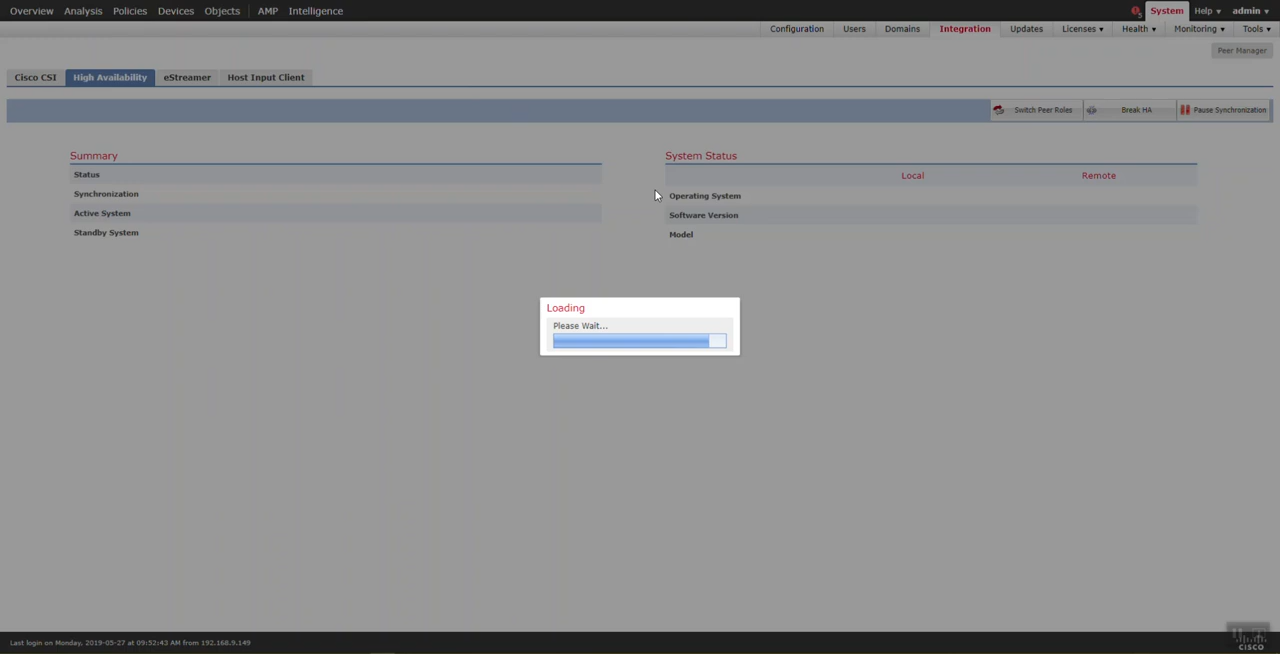 Overview Analysis Policies Devices Objects AMP Intelligence 5 System Help ▾ admin ▾
Configuration Users Domains Integration Updates Licenses ▾ Health ▾ Monitoring ▾ Tools ▾
Peer Manager
Cisco CSI High Availability eStreamer Host Input Client
Switch Peer Roles Break HA Pause Synchronization
Summary
Status
Synchronization
Active System
Standby System
System Status
Local Remote
Operating System
Software Version
Model
Loading
Please Wait...
Last login on Monday, 2019-05-27 at 09:52:43 AM from 192.168.9.149
CISCO